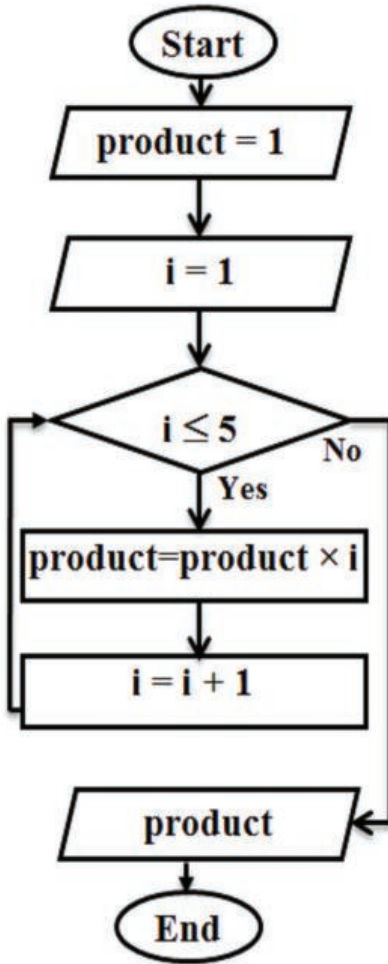 Start
product = 1
i = 1
i ≤ 5
No
Yes
product=product × i
i = i + 1
product
End